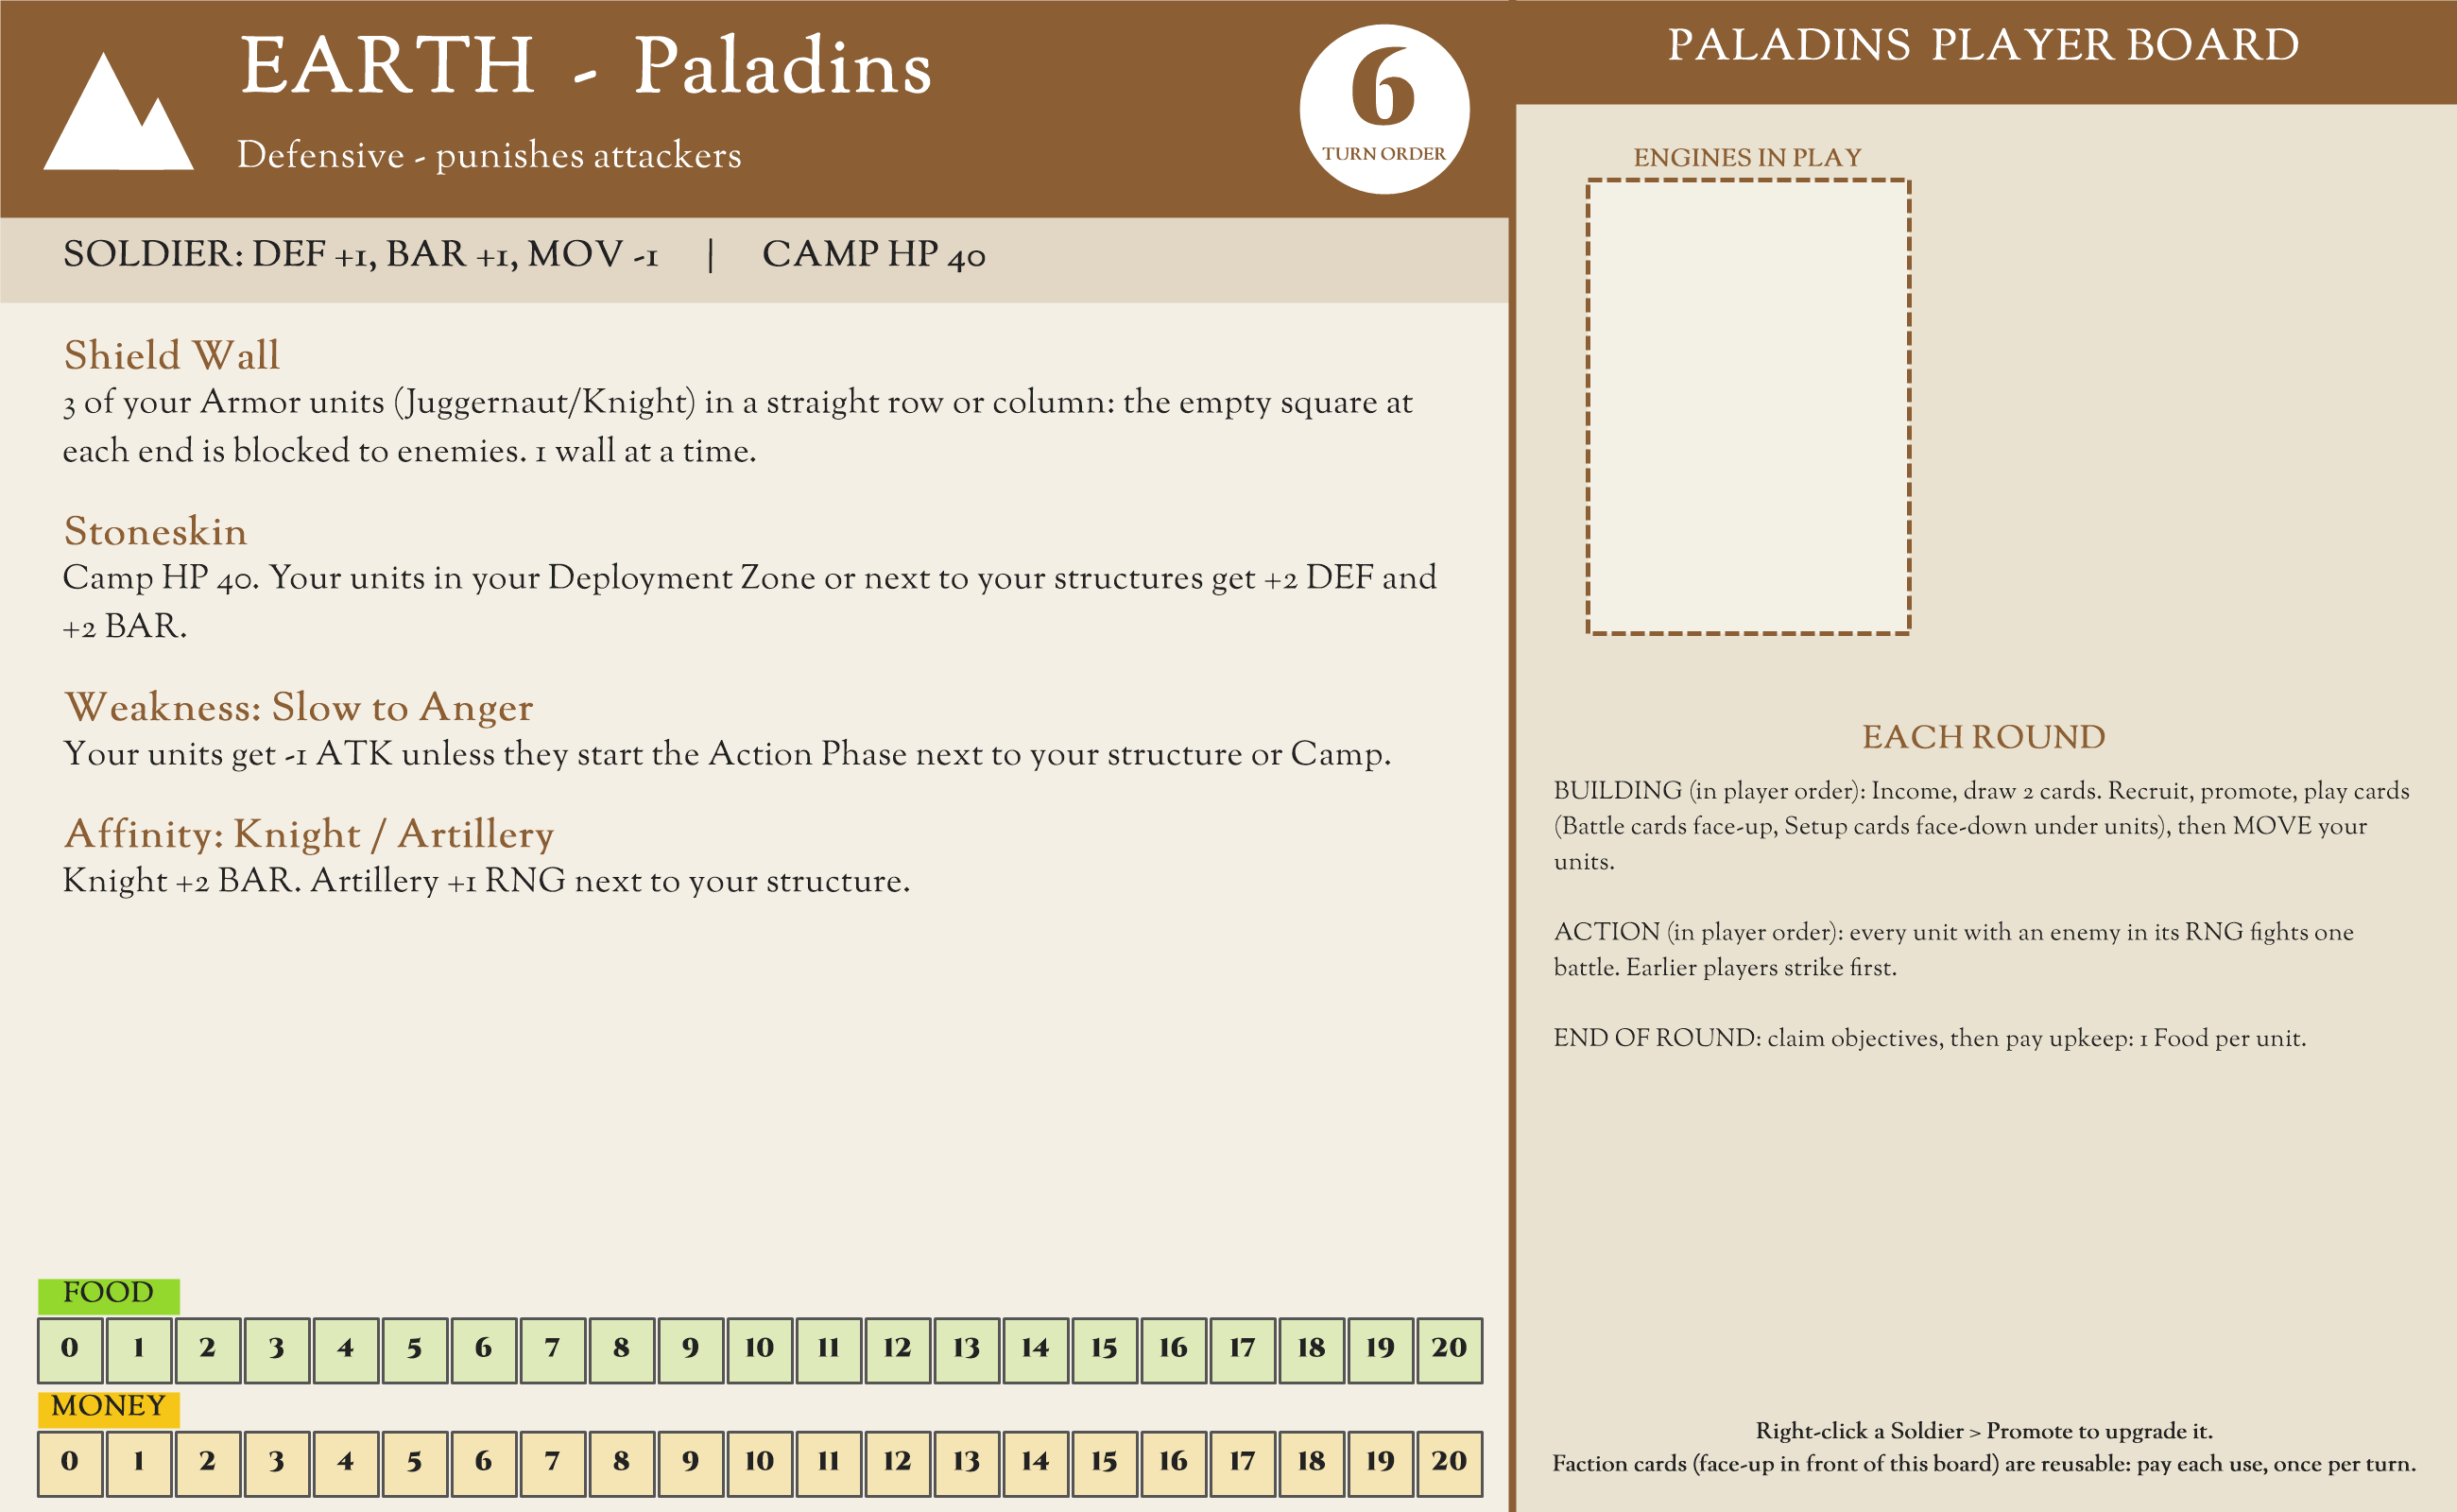 EARTH - Paladins
Defensive - punishes attackers
6
TURN ORDER
SOLDIER: DEF +1, BAR +1, MOV -1 | CAMP HP 40
Shield Wall
3 of your Armor units (Juggernaut/Knight) in a straight row or column: the empty square at
each end is blocked to enemies. 1 wall at a time.
Stoneskin
Camp HP 40. Your units in your Deployment Zone or next to your structures get +2 DEF and
+2 BAR.
Weakness: Slow to Anger
Your units get -1 ATK unless they start the Action Phase next to your structure or Camp.
Affinity: Knight / Artillery
Knight +2 BAR. Artillery +1 RNG next to your structure.
FOOD
0 1 2 3 4 5 6 7 8 9 10 11 12 13 14 15 16 17 18 19 20
MONEY
0 1 2 3 4 5 6 7 8 9 10 11 12 13 14 15 16 17 18 19 20
PALADINS PLAYER BOARD
ENGINES IN PLAY
EACH ROUND
BUILDING (in player order): Income, draw 2 cards. Recruit, promote, play cards
(Battle cards face-up, Setup cards face-down under units), then MOVE your
units.
ACTION (in player order): every unit with an enemy in its RNG fights one
battle. Earlier players strike first.
END OF ROUND: claim objectives, then pay upkeep: 1 Food per unit.
Right-click a Soldier > Promote to upgrade it.
Faction cards (face-up in front of this board) are reusable: pay each use, once per turn.